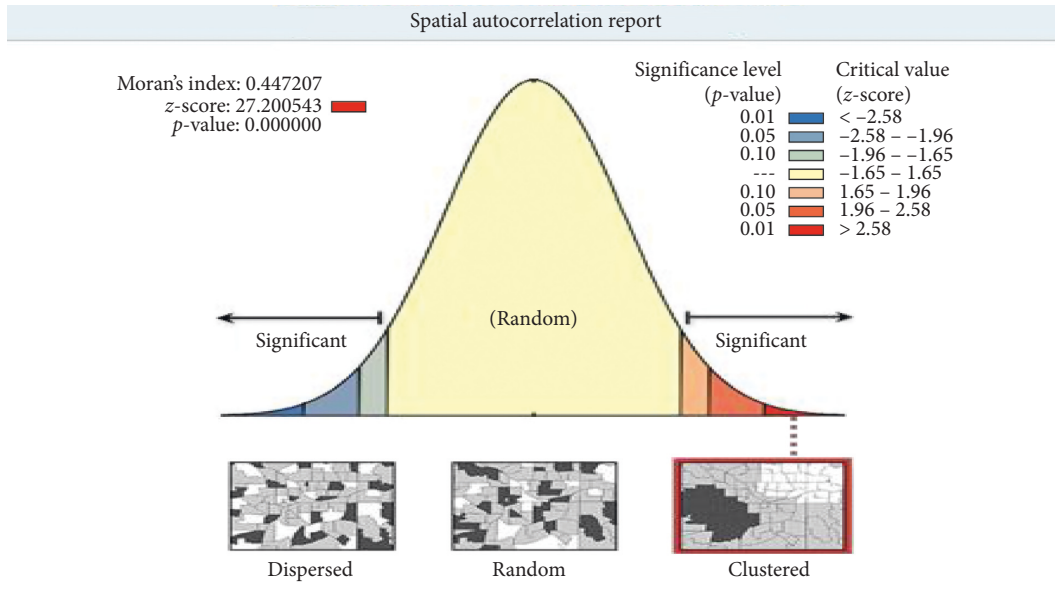 Spatial autocorrelation report
Moran's index: 0.447207
z-score: 27.200543
p-value: 0.000000
Significance level
(p-value)
Critical value
(z-score)
0.01 < –2.58
0.05 –2.58 – –1.96
0.10 –1.96 – –1.65
--- –1.65 – 1.65
0.10 1.65 – 1.96
0.05 1.96 – 2.58
0.01 > 2.58
(Random)
Significant
Significant
Dispersed
Random
Clustered